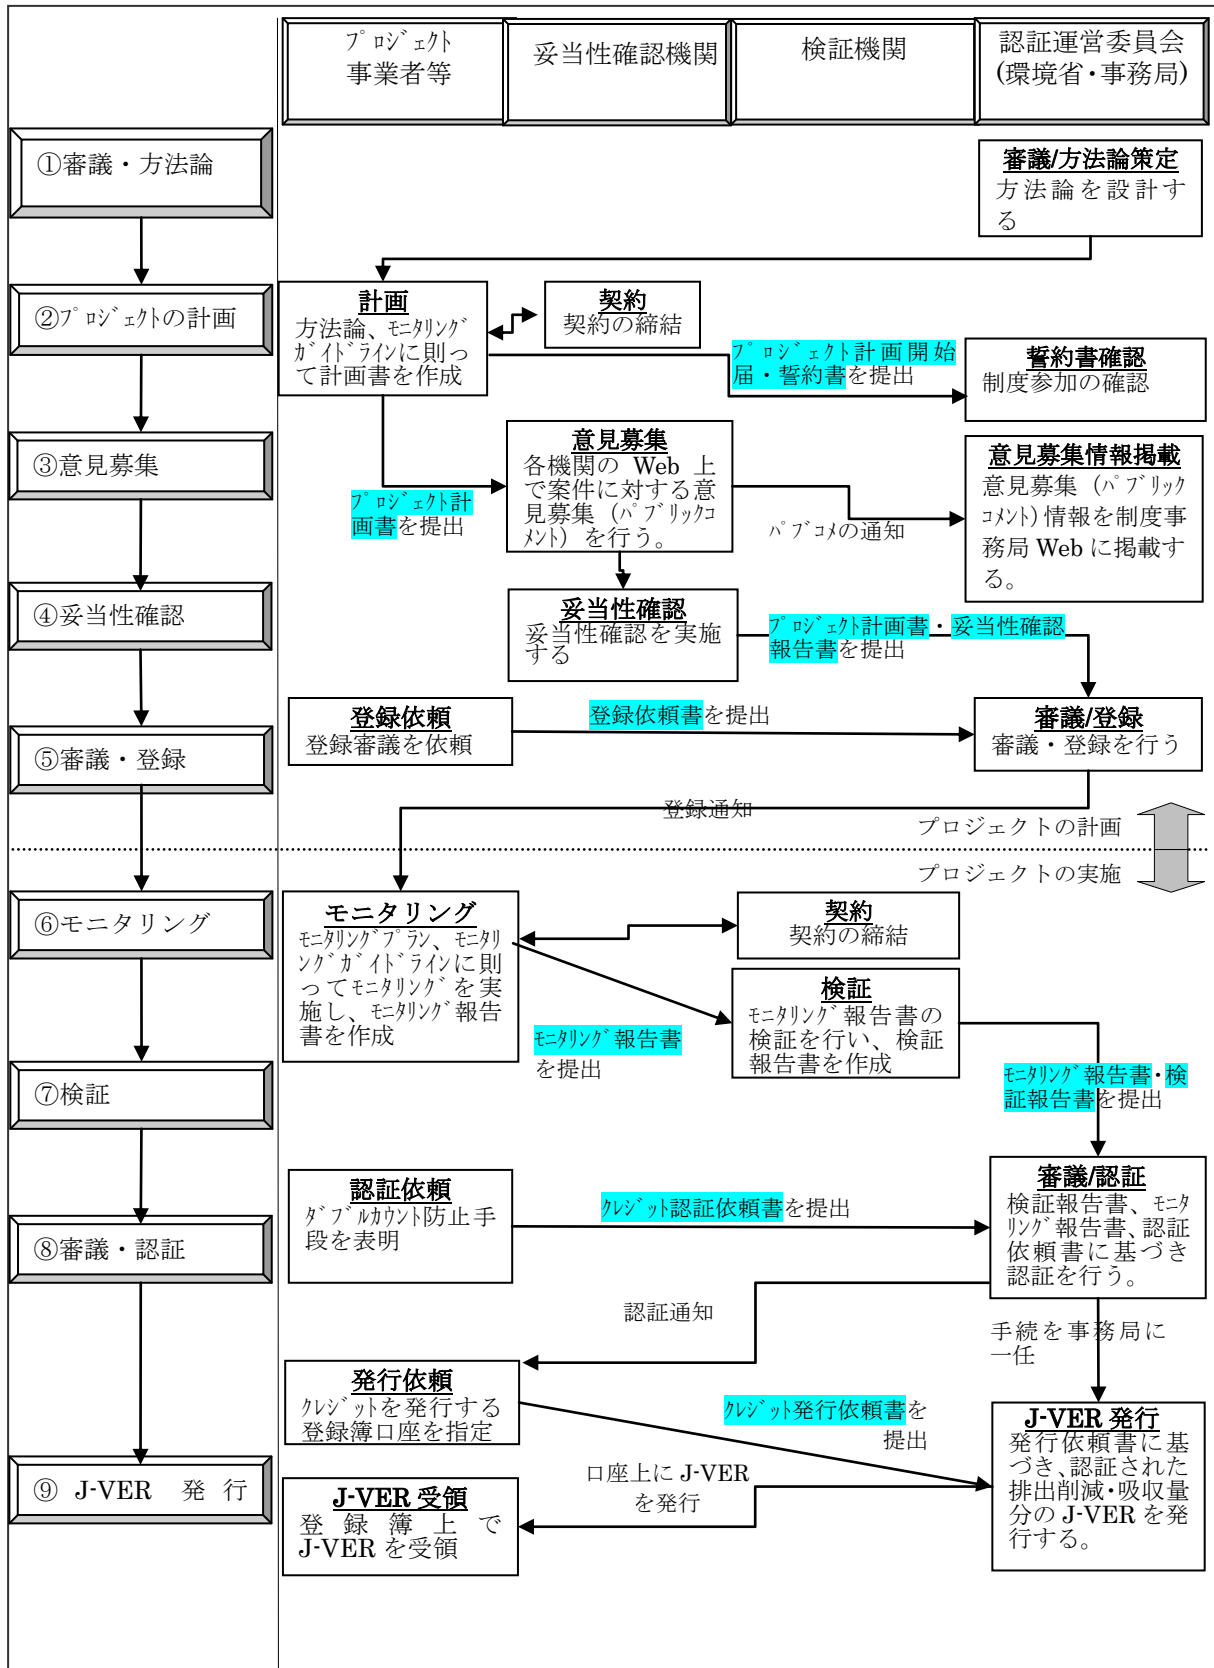 ﾌﾟﾛｼﾞｪｸﾄ
事業者等
妥当性確認機関
検証機関
認証運営委員会
(環境省・事務局)
①審議・方法論
審議/方法論策定
方法論を設計す
る
②ﾌﾟﾛｼﾞｪｸﾄの計画
計画
方法論、ﾓﾆﾀﾘﾝｸﾞ
ｶﾞｲﾄﾞﾗｲﾝに則っ
て計画書を作成
契約
契約の締結
ﾌﾟﾛｼﾞｪｸﾄ計画開始
届・誓約書を提出
誓約書確認
制度参加の確認
③意見募集
ﾌﾟﾛｼﾞｪｸﾄ計
画書を提出
意見募集
各機関の Web 上
で案件に対する意
見募集（ﾊﾟﾌﾞﾘｯｸｺ
ﾒﾝﾄ）を行う。
ﾊﾟﾌﾞｺﾒの通知
意見募集情報掲載
意見募集（ﾊﾟﾌﾞﾘｯｸ
ｺﾒﾝﾄ）情報を制度事
務局 Web に掲載す
る。
④妥当性確認
妥当性確認
妥当性確認を実施
する
ﾌﾟﾛｼﾞｪｸﾄ計画書・妥当性確認
報告書を提出
⑤審議・登録
登録依頼
登録審議を依頼
登録依頼書を提出
審議/登録
審議・登録を行う
登録通知
プロジェクトの計画
プロジェクトの実施
⑥モニタリング
モニタリング
ﾓﾆﾀﾘﾝｸﾞﾌﾟﾗﾝ、ﾓﾆﾀﾘ
ﾝｸﾞｶﾞｲﾄﾞﾗｲﾝに則
ってﾓﾆﾀﾘﾝｸﾞを実
施し、ﾓﾆﾀﾘﾝｸﾞ報告
書を作成
契約
契約の締結
ﾓﾆﾀﾘﾝｸﾞ報告書
を提出
検証
ﾓﾆﾀﾘﾝｸﾞ報告書の
検証を行い、検証
報告書を作成
⑦検証
ﾓﾆﾀﾘﾝｸﾞ報告書・検
証報告書を提出
⑧審議・認証
認証依頼
ﾀﾞﾌﾞﾙｶｳﾝﾄ防止手
段を表明
ｸﾚｼﾞｯﾄ認証依頼書を提出
審議/認証
検証報告書、ﾓﾆﾀ
ﾘﾝｸﾞ報告書、認証
依頼書に基づき
認証を行う。
認証通知
手続を事務局に
一任
発行依頼
ｸﾚｼﾞｯﾄを発行する
登録簿口座を指定
ｸﾚｼﾞｯﾄ発行依頼書を
提出
⑨ J-VER 発 行
口座上に J-VER
を発行
J-VER 受領
登録簿上で
J-VER を受領
J-VER 発行
発行依頼書に基
づき、認証された
排出削減・吸収量
分の J-VER を発
行する。